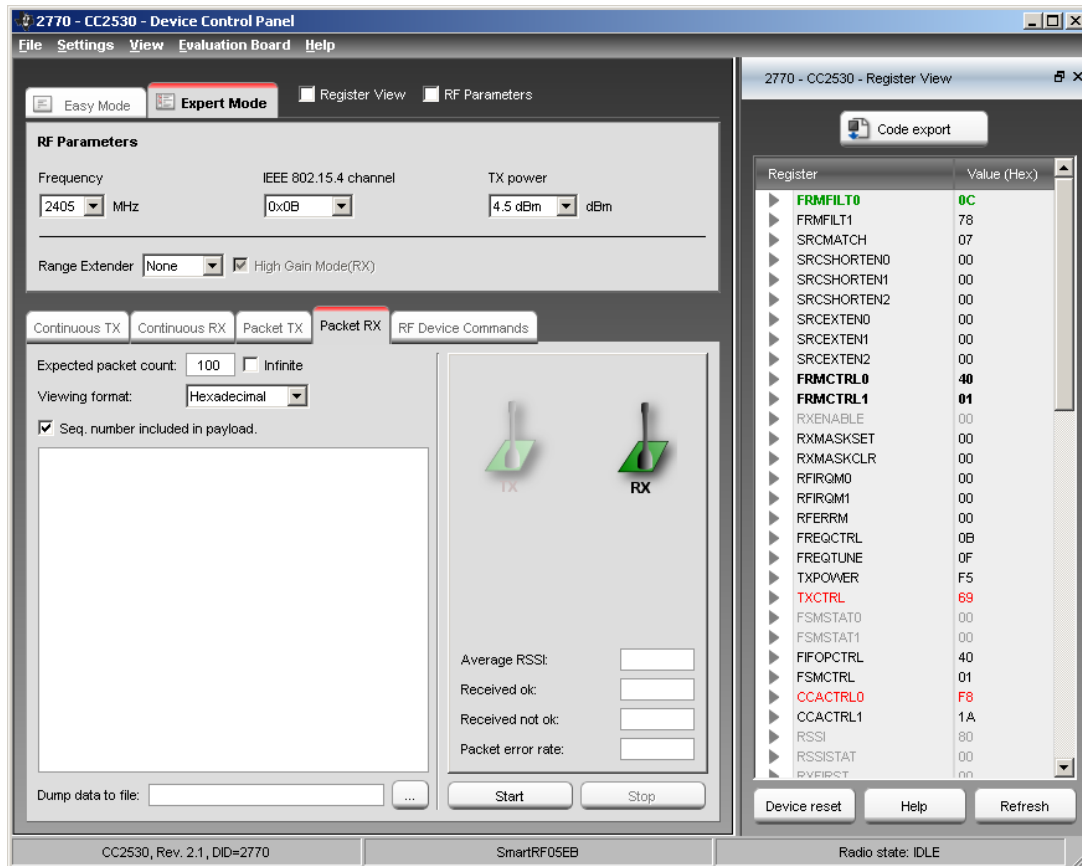 2770 - CC2530 - Device Control Panel
File Settings View Evaluation Board Help
Easy Mode
Expert Mode
Register View
RF Parameters
RF Parameters
Frequency
IEEE 802.15.4 channel
TX power
2405 MHz
0x0B
4.5 dBm dBm
Range Extender None High Gain Mode(RX)
Continuous TX
Continuous RX
Packet TX
Packet RX
RF Device Commands
Expected packet count: 100 Infinite
Viewing format: Hexadecimal
Seq. number included in payload.
TX
RX
Average RSSI:
Received ok:
Received not ok:
Packet error rate:
Dump data to file: ...
Start
Stop
2770 - CC2530 - Register View
Code export
Register Value (Hex)
FRMFILT0 0C
FRMFILT1 78
SRCMATCH 07
SRCSHORTEN0 00
SRCSHORTEN1 00
SRCSHORTEN2 00
SRCEXTEN0 00
SRCEXTEN1 00
SRCEXTEN2 00
FRMCTRL0 40
FRMCTRL1 01
RXENABLE 00
RXMASKSET 00
RXMASKCLR 00
RFIRQM0 00
RFIRQM1 00
RFERRM 00
FREQCTRL 0B
FREQTUNE 0F
TXPOWER F5
TXCTRL 69
FSMSTAT0 00
FSMSTAT1 00
FIFOPCTRL 40
FSMCTRL 01
CCACTRL0 F8
CCACTRL1 1A
RSSI 80
RSSISTAT 00
RXFIRST 00
Device reset
Help
Refresh
CC2530, Rev. 2.1, DID=2770
SmartRF05EB
Radio state: IDLE